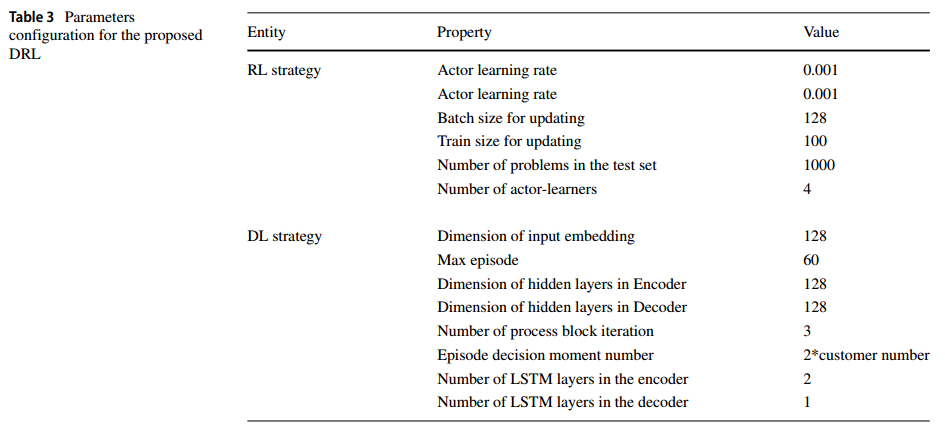 Table 3 Parameters
configuration for the proposed
DRL
Entity Property Value
RL strategy Actor learning rate 0.001
Actor learning rate 0.001
Batch size for updating 128
Train size for updating 100
Number of problems in the test set 1000
Number of actor-learners 4
DL strategy Dimension of input embedding 128
Max episode 60
Dimension of hidden layers in Encoder 128
Dimension of hidden layers in Decoder 128
Number of process block iteration 3
Episode decision moment number 2*customer number
Number of LSTM layers in the encoder 2
Number of LSTM layers in the decoder 1